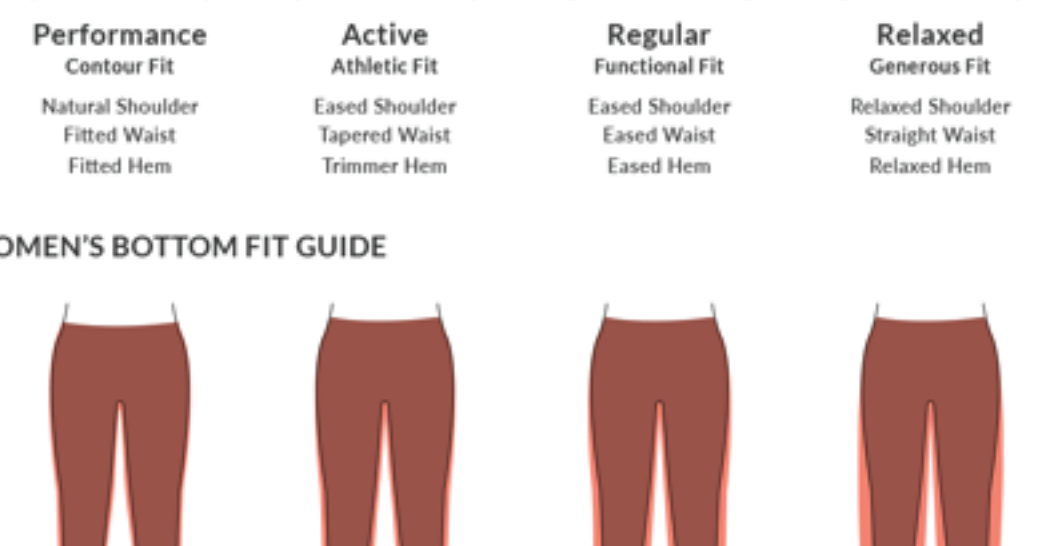 Performance
Contour Fit
Natural Shoulder
Fitted Waist
Fitted Hem
Active
Athletic Fit
Eased Shoulder
Tapered Waist
Trimmer Hem
Regular
Functional Fit
Eased Shoulder
Eased Waist
Eased Hem
Relaxed
Generous Fit
Relaxed Shoulder
Straight Waist
Relaxed Hem
OMEN'S BOTTOM FIT GUIDE